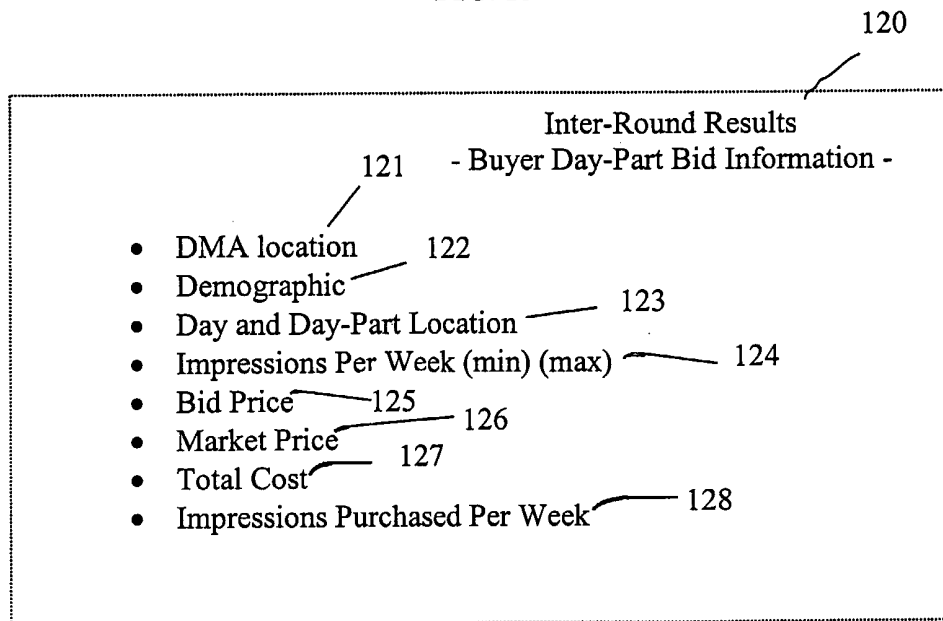 120
Inter-Round Results
- Buyer Day-Part Bid Information -
121
• DMA location
122
• Demographic
123
• Day and Day-Part Location
• Impressions Per Week (min) (max)
124
• Bid Price
125
• Market Price
126
• Total Cost
127
• Impressions Purchased Per Week
128